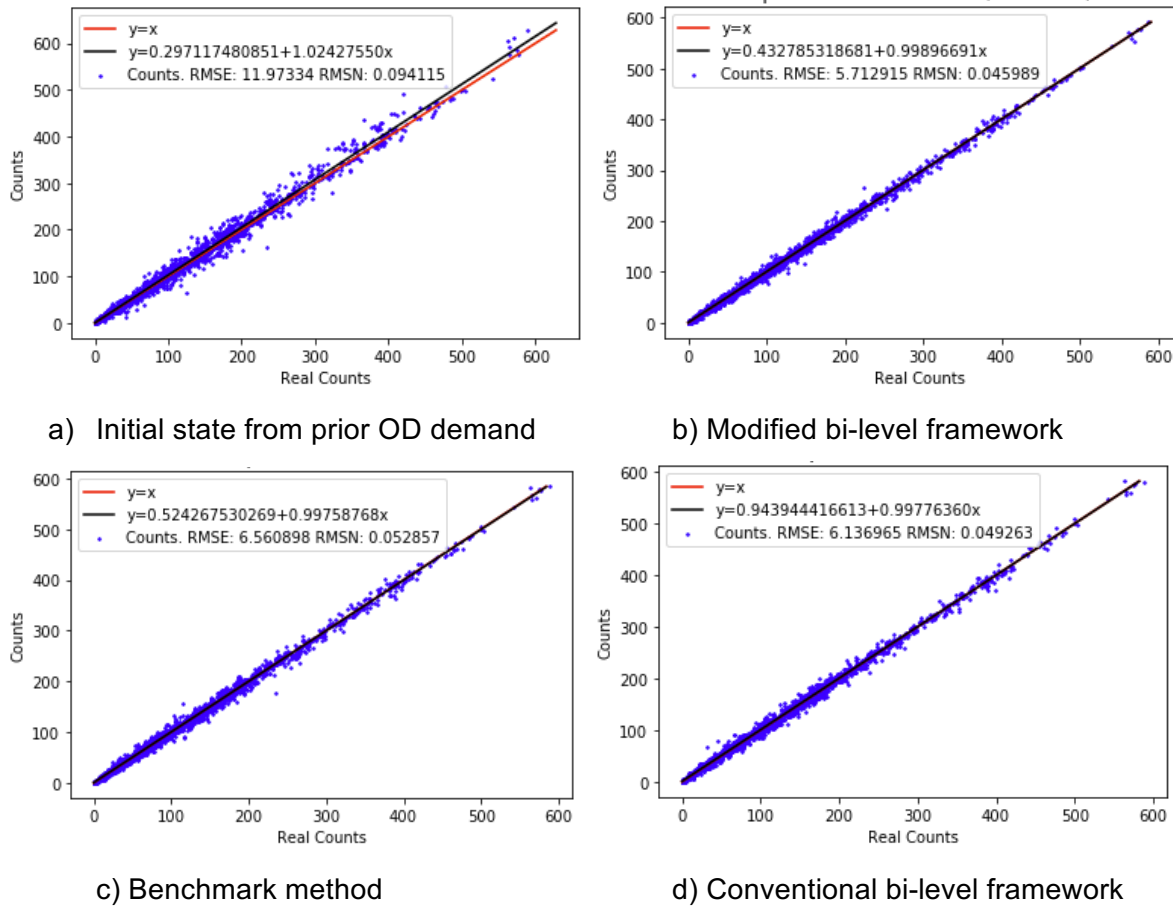 y=x
y=0.297117480851+1.02427550x
Counts. RMSE: 11.97334 RMSN: 0.094115
600
500
400
300
200
100
0
Counts
0 100 200 300 400 500 600
Real Counts
a) Initial state from prior OD demand
y=x
y=0.432785318681+0.99896691x
Counts. RMSE: 5.712915 RMSN: 0.045989
600
500
400
300
200
100
0
Counts
0 100 200 300 400 500 600
Real Counts
b) Modified bi-level framework
y=x
y=0.524267530269+0.99758768x
Counts. RMSE: 6.560898 RMSN: 0.052857
600
500
400
300
200
100
0
Counts
0 100 200 300 400 500 600
Real Counts
c) Benchmark method
y=x
y=0.943944416613+0.99776360x
Counts. RMSE: 6.136965 RMSN: 0.049263
600
500
400
300
200
100
0
Counts
0 100 200 300 400 500 600
Real Counts
d) Conventional bi-level framework